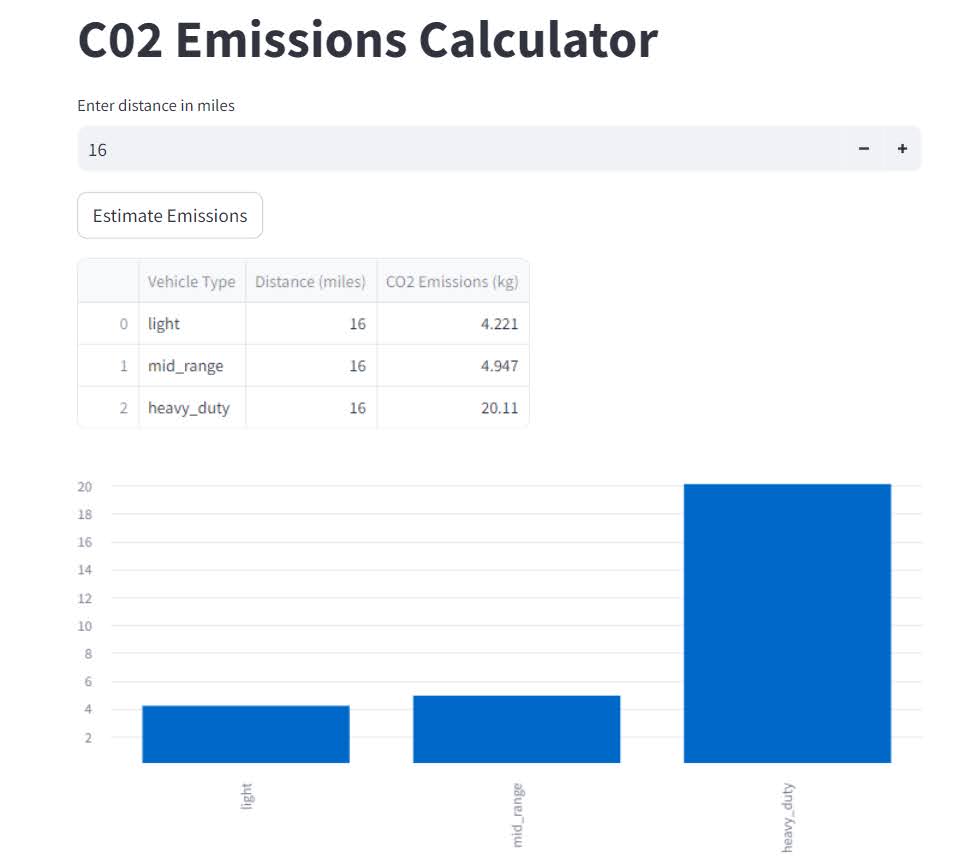 C02 Emissions Calculator
Enter distance in miles
16 − +
Estimate Emissions
Vehicle Type Distance (miles) CO2 Emissions (kg)
0 light 16 4.221
1 mid_range 16 4.947
2 heavy_duty 16 20.11
20
18
16
14
12
10
8
6
4
2
light mid_range heavy_duty